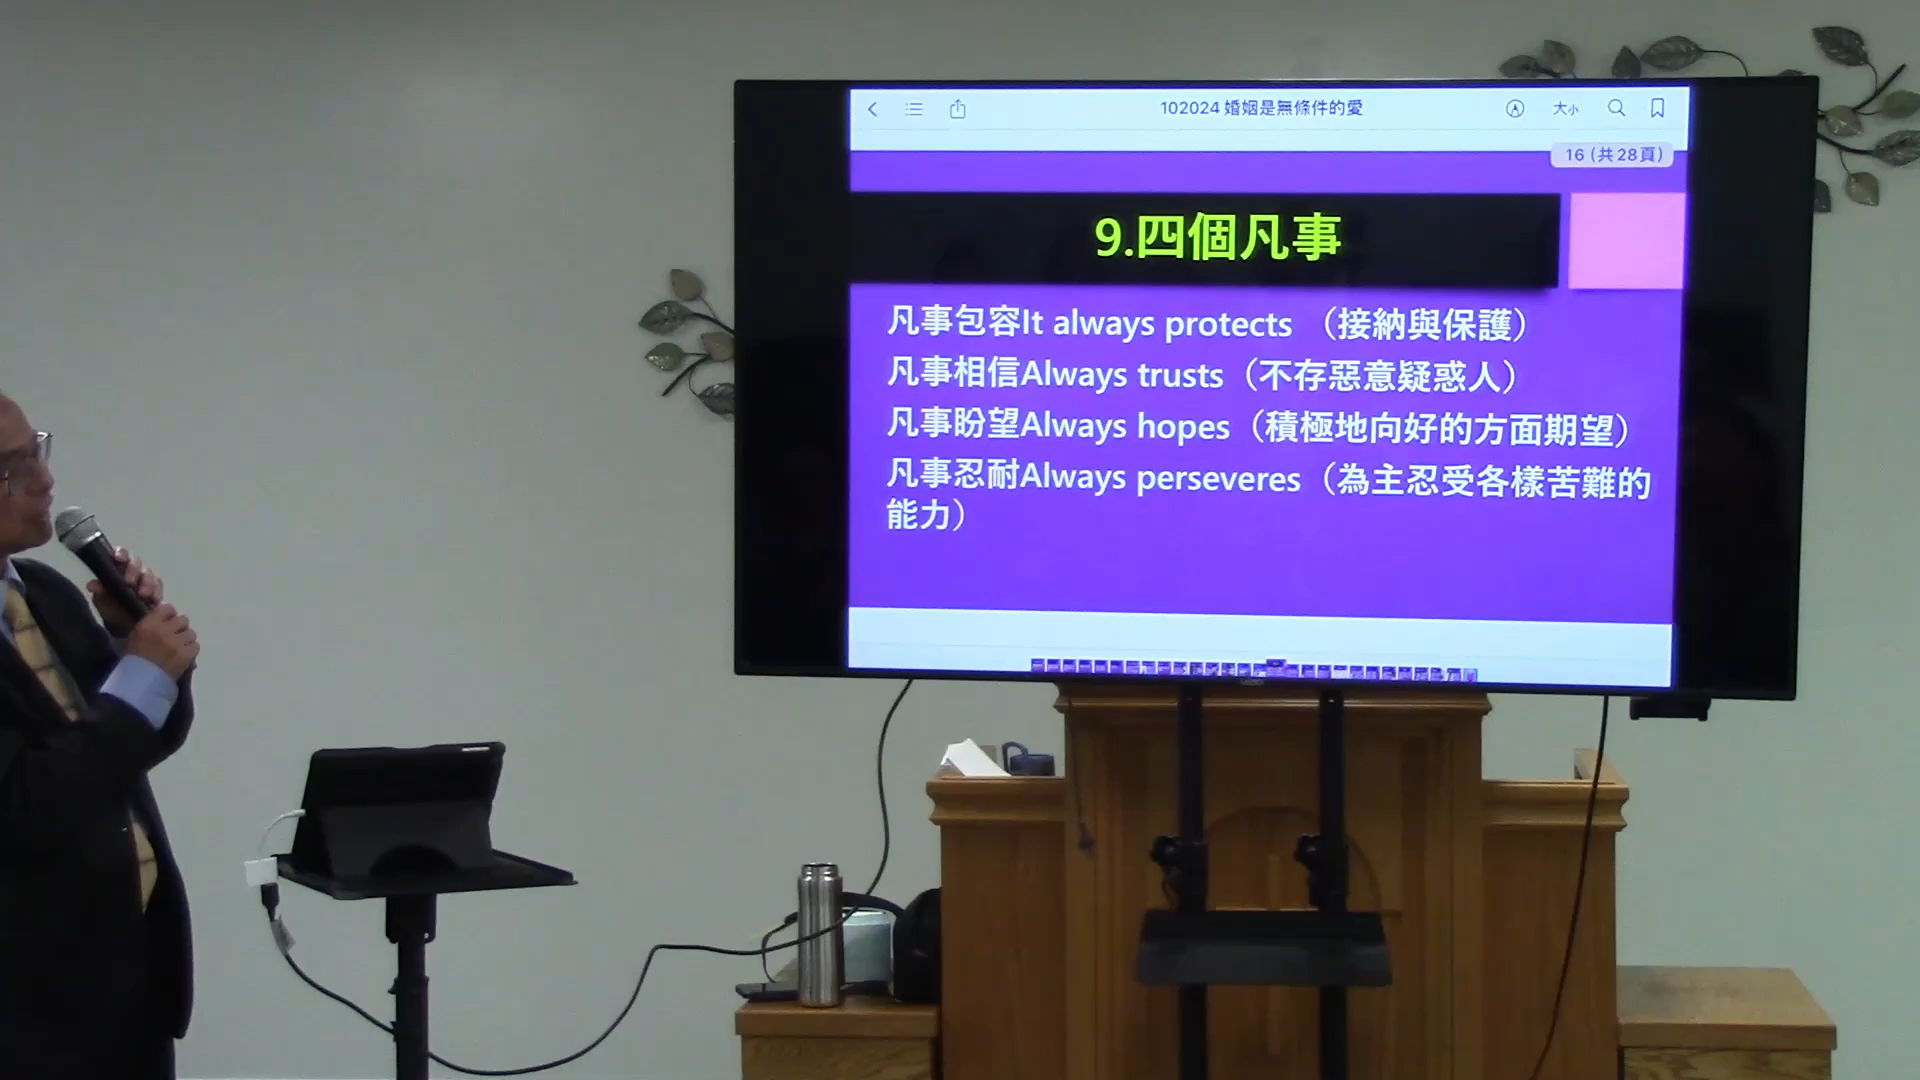 102024 婚姻是無條件的愛
大小
16 (共28頁)
9.四個凡事
凡事包容It always protects （接納與保護）
凡事相信Always trusts（不存惡意疑惑人）
凡事盼望Always hopes（積極地向好的方面期望）
凡事忍耐Always perseveres（為主忍受各樣苦難的
能力）